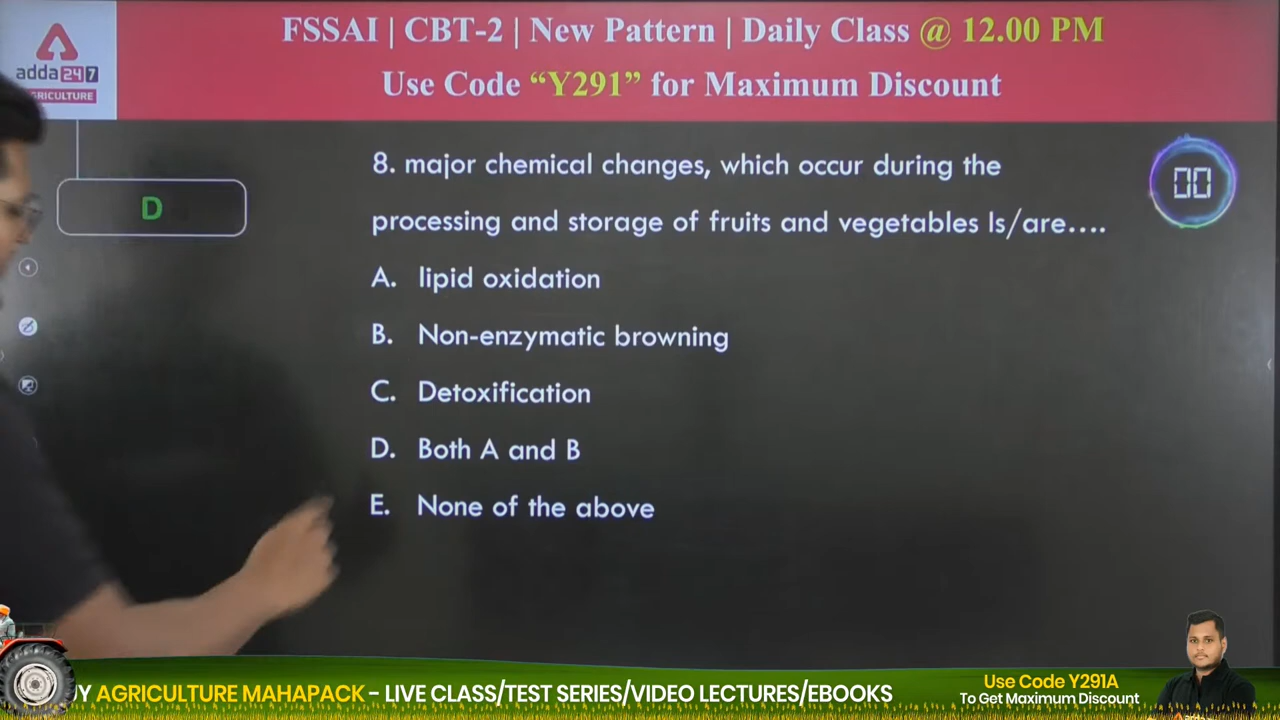 FSSAI | CBT-2 | New Pattern | Daily Class @ 12.00 PM
Use Code “Y291” for Maximum Discount
adda247
RICULTURE
D
00
8. major chemical changes, which occur during the
processing and storage of fruits and vegetables Is/are....
A. lipid oxidation
B. Non-enzymatic browning
C. Detoxification
D. Both A and B
E. None of the above
UY AGRICULTURE MAHAPACK – LIVE CLASS/TEST SERIES/VIDEO LECTURES/EBOOKS
Use Code Y291A
To Get Maximum Discount